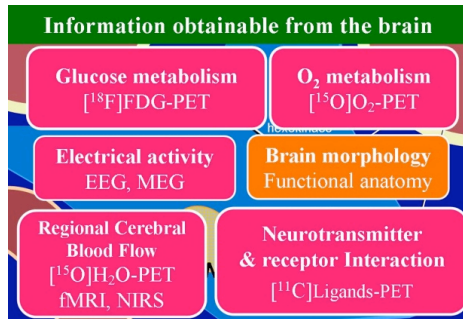 Information obtainable from the brain
Glucose metabolism
[¹⁸F]FDG-PET
O₂ metabolism
[¹⁵O]O₂-PET
Electrical activity
EEG, MEG
Brain morphology
Functional anatomy
Regional Cerebral
Blood Flow
[¹⁵O]H₂O-PET
fMRI, NIRS
Neurotransmitter
& receptor Interaction
[¹¹C]Ligands-PET